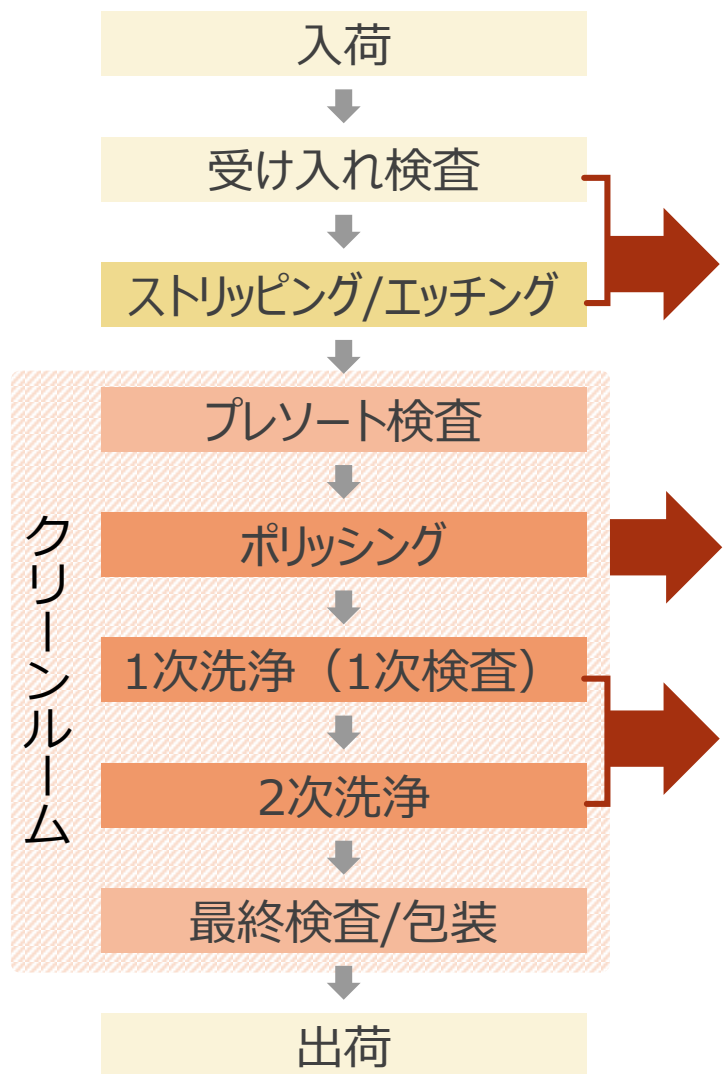 入荷
受け入れ検査
ストリッピング/エッチング
クリーンルーム
プレソート検査
ポリッシング
1次洗浄（1次検査）
2次洗浄
最終検査/包装
出荷